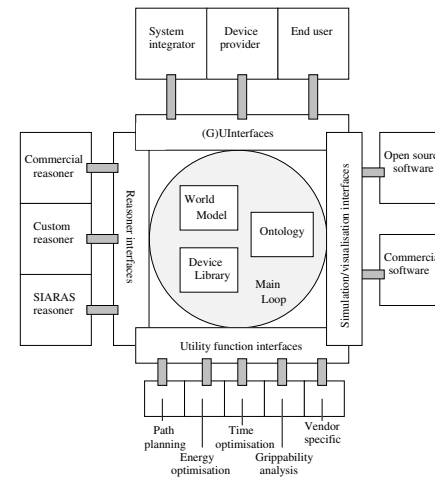 System
integrator
Device
provider
End user
(G)UInterfaces
Commercial
reasoner
Custom
reasoner
SIARAS
reasoner
Reasoner interfaces
World
Model
Ontology
Device
Library
Main
Loop
Simulation/visualisation interfaces
Open source
software
Commercial
software
Utility function interfaces
Path
planning
Energy
optimisation
Time
optimisation
Grippability
analysis
Vendor
specific